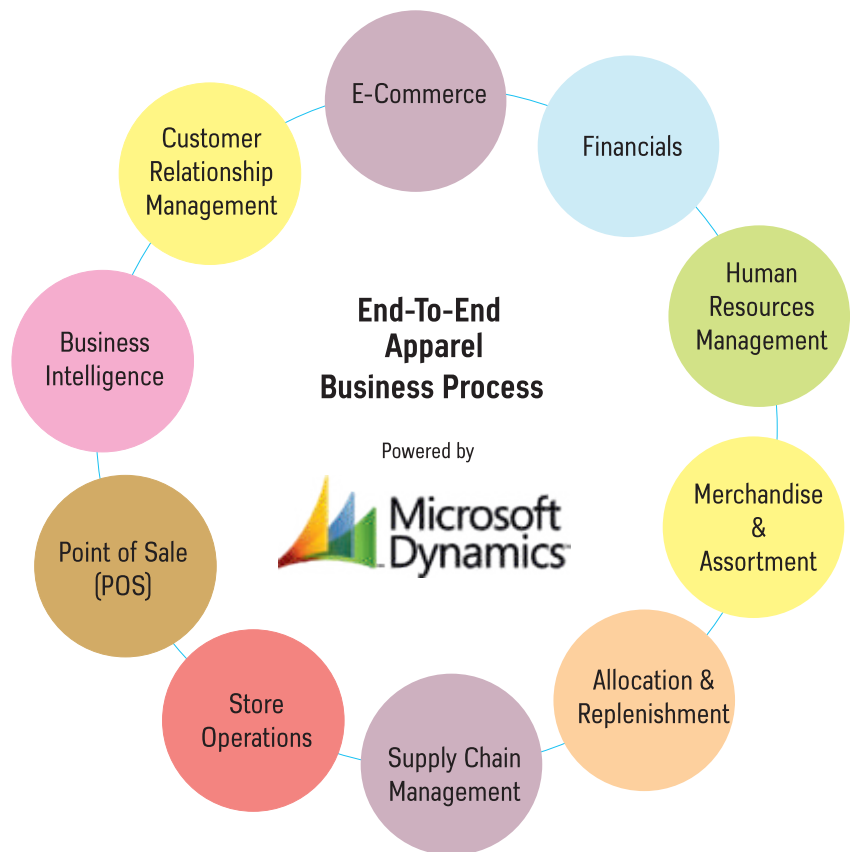 E-Commerce
Financials
Human
Resources
Management
Merchandise
&
Assortment
Allocation &
Replenishment
Supply Chain
Management
Store
Operations
Point of Sale
(POS)
Business
Intelligence
Customer
Relationship
Management
End-To-End
Apparel
Business Process
Powered by
Microsoft
Dynamics